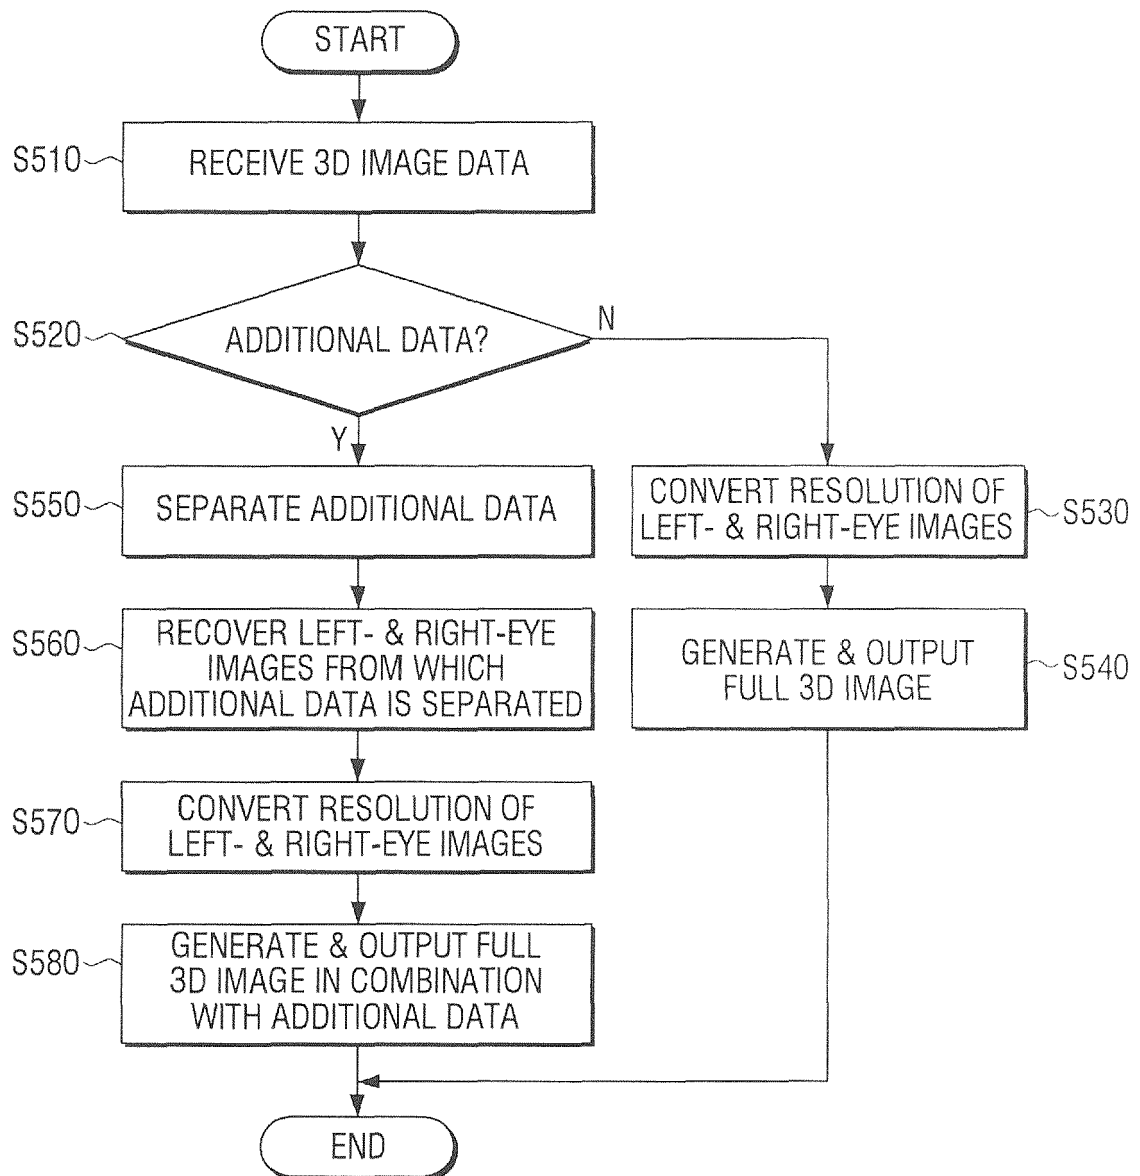 START
S510
RECEIVE 3D IMAGE DATA
S520
ADDITIONAL DATA?
N
Y
S550
SEPARATE ADDITIONAL DATA
CONVERT RESOLUTION OF
LEFT- & RIGHT-EYE IMAGES
S530
S560
RECOVER LEFT- & RIGHT-EYE
IMAGES FROM WHICH
ADDITIONAL DATA IS SEPARATED
GENERATE & OUTPUT
FULL 3D IMAGE
S540
S570
CONVERT RESOLUTION OF
LEFT- & RIGHT-EYE IMAGES
S580
GENERATE & OUTPUT FULL
3D IMAGE IN COMBINATION
WITH ADDITIONAL DATA
END